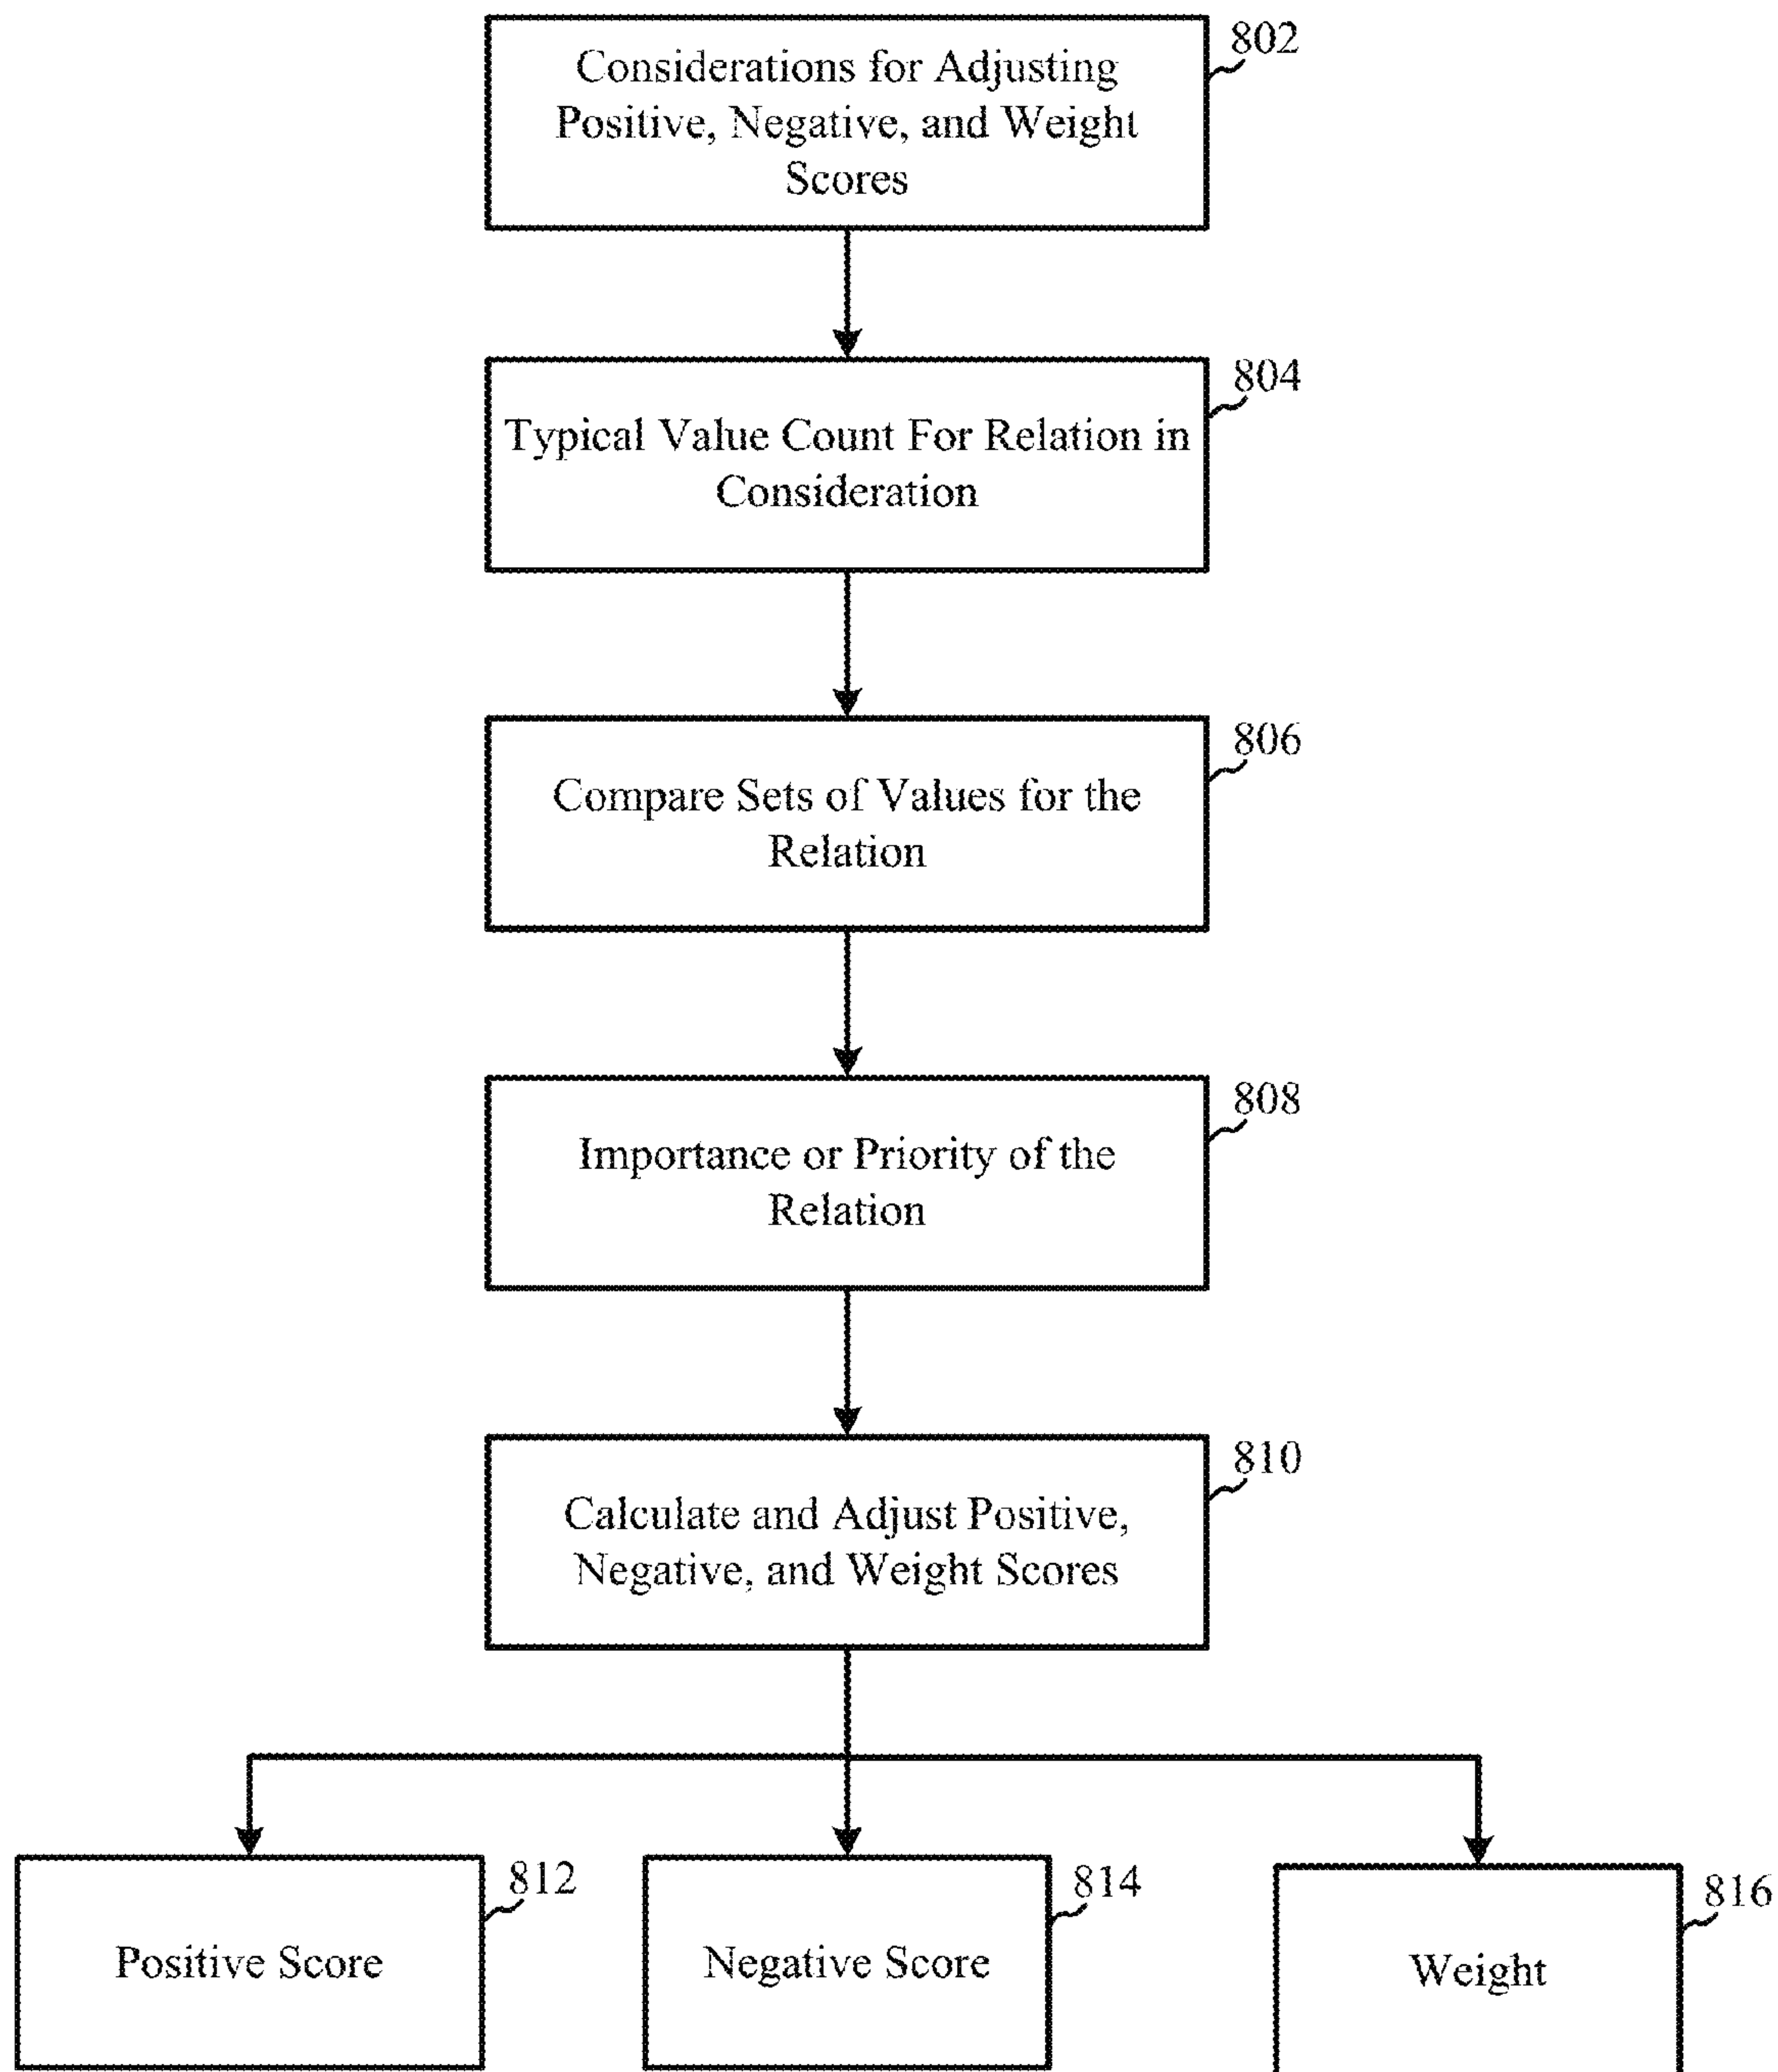 802
Considerations for Adjusting
Positive, Negative, and Weight
Scores
804
Typical Value Count For Relation in
Consideration
806
Compare Sets of Values for the
Relation
808
Importance or Priority of the
Relation
810
Calculate and Adjust Positive,
Negative, and Weight Scores
812
Positive Score
814
Negative Score
816
Weight